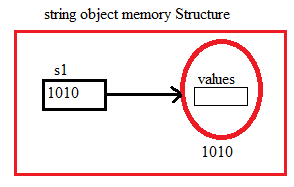 string object memory Structure
s1
1010
values
1010